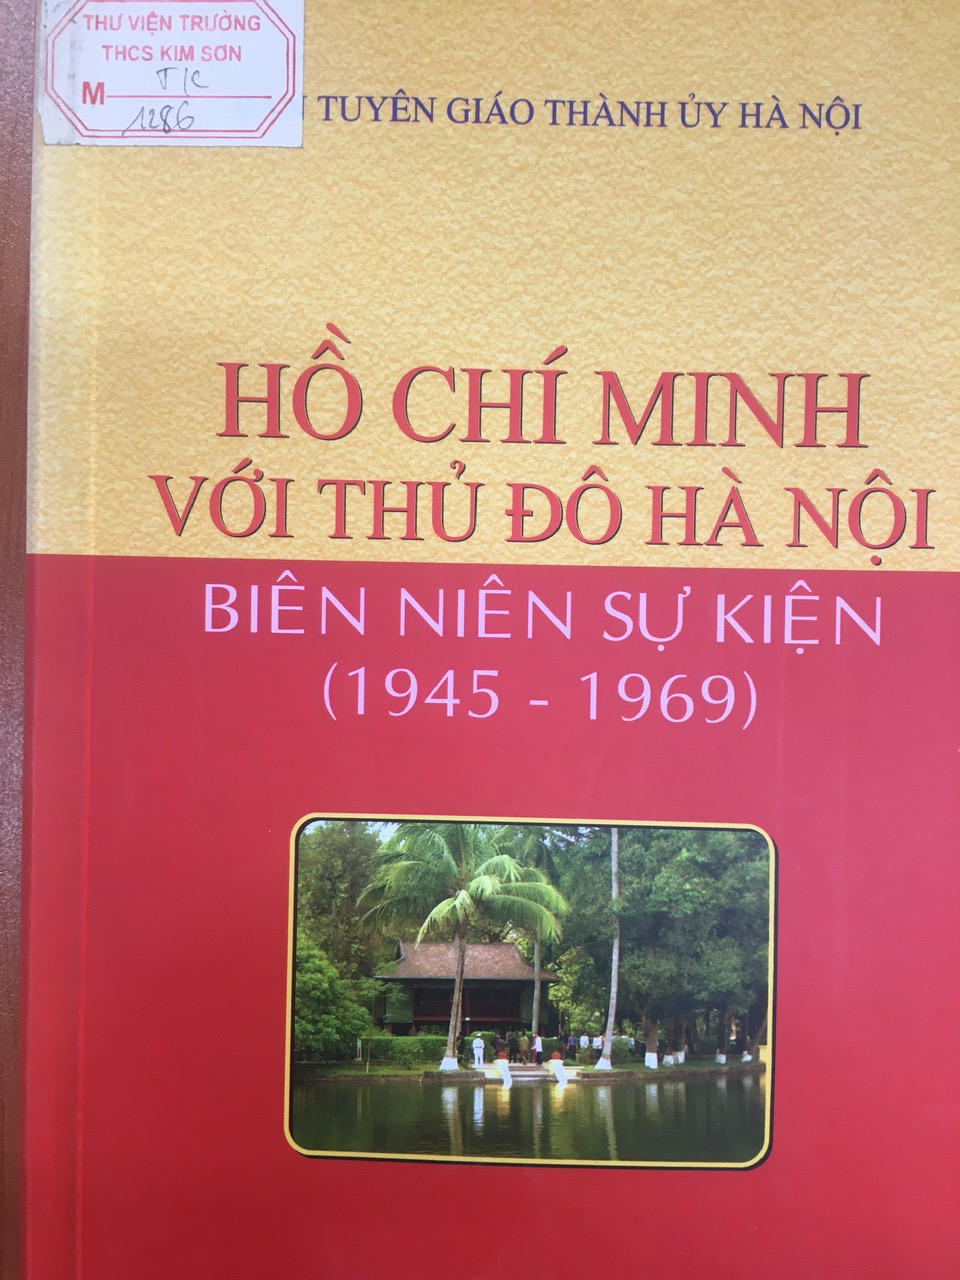 THƯ VIỆN TRƯỜNG
THCS KIM SƠN
M TK
1286
TUYÊN GIÁO THÀNH ỦY HÀ NỘI
HỒ CHÍ MINH
VỚI THỦ ĐÔ HÀ NỘI
BIÊN NIÊN SỰ KIỆN
(1945 - 1969)